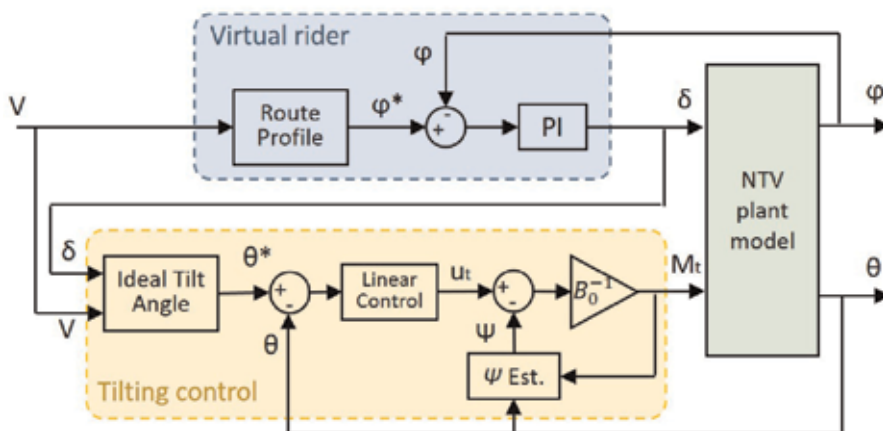 Virtual rider
φ
V
Route
Profile
φ*
-
+
PI
δ
φ
NTV
plant
model
δ
Ideal Tilt
Angle
V
θ*
+
-
θ
Linear
Control
uₜ
+
-
Ψ
B₀⁻¹
Mₜ
θ
Ψ Est.
Tilting control